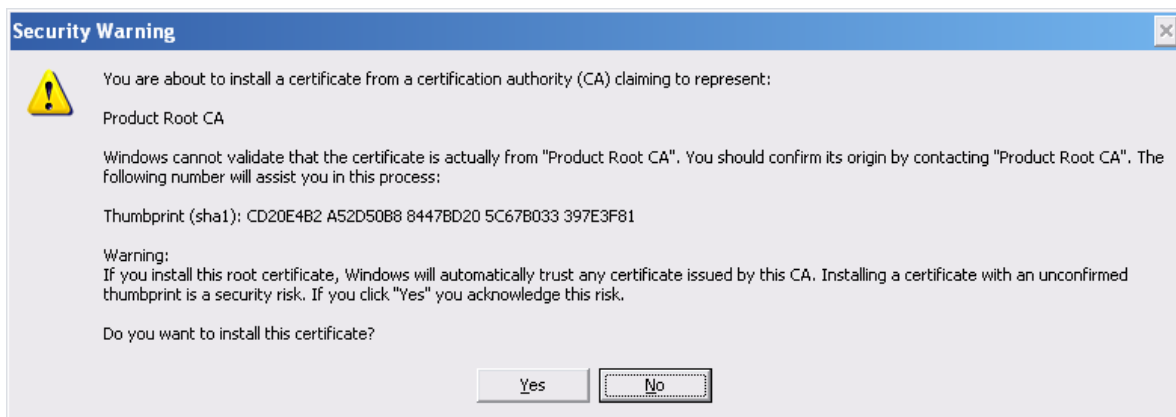 Security Warning
You are about to install a certificate from a certification authority (CA) claiming to represent:
Product Root CA
Windows cannot validate that the certificate is actually from "Product Root CA". You should confirm its origin by contacting "Product Root CA". The
following number will assist you in this process:
Thumbprint (sha1): CD20E4B2 A52D50B8 8447BD20 5C67B033 397E3F81
Warning:
If you install this root certificate, Windows will automatically trust any certificate issued by this CA. Installing a certificate with an unconfirmed
thumbprint is a security risk. If you click "Yes" you acknowledge this risk.
Do you want to install this certificate?
Yes No